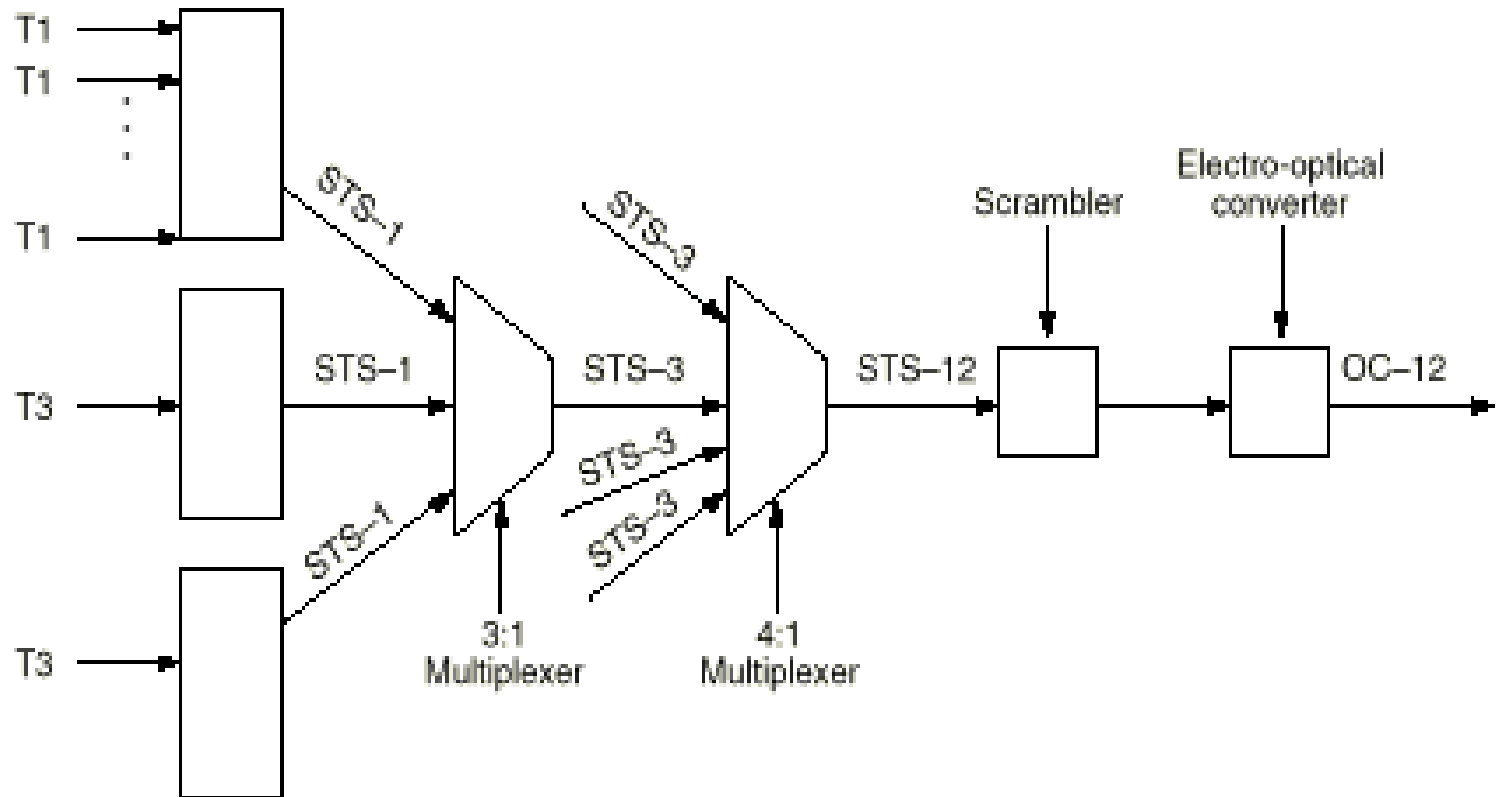 T1
T1
T1
T3
T3
STS–1
STS–1
STS–1
3:1
Multiplexer
STS–3
STS–3
STS–3
STS–3
4:1
Multiplexer
STS–12
Scrambler
Electro-optical
converter
OC–12